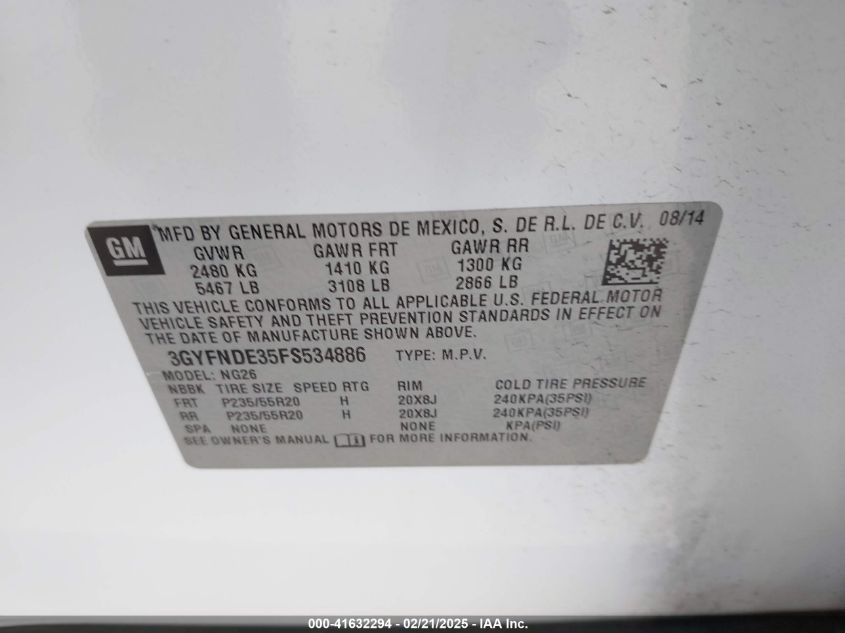 GM
MFD BY GENERAL MOTORS DE MEXICO, S. DE R.L. DE C.V. 08/14
GVWR GAWR FRT GAWR RR
2480 KG 1410 KG 1300 KG
5467 LB 3108 LB 2866 LB
THIS VEHICLE CONFORMS TO ALL APPLICABLE U.S. FEDERAL MOTOR
VEHICLE SAFETY AND THEFT PREVENTION STANDARDS IN EFFECT ON
THE DATE OF MANUFACTURE SHOWN ABOVE.
3GYFNDE35FS534886 TYPE: M.P.V.
MODEL: NG26
NBBK TIRE SIZE SPEED RTG RIM COLD TIRE PRESSURE
FRT P235/55R20 H 20X8J 240KPA(35PSI)
RR P235/55R20 H 20X8J 240KPA(35PSI)
SPA NONE NONE KPA(PSI)
SEE OWNER'S MANUAL FOR MORE INFORMATION.
000-41632294 - 02/21/2025 - IAA Inc.